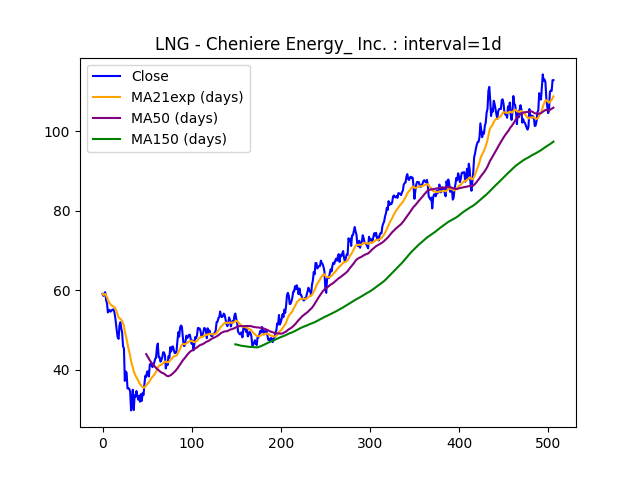 LNG - Cheniere Energy_ Inc. : interval=1d
Close
MA21exp (days)
MA50 (days)
MA150 (days)
100
80
60
40
0 100 200 300 400 500